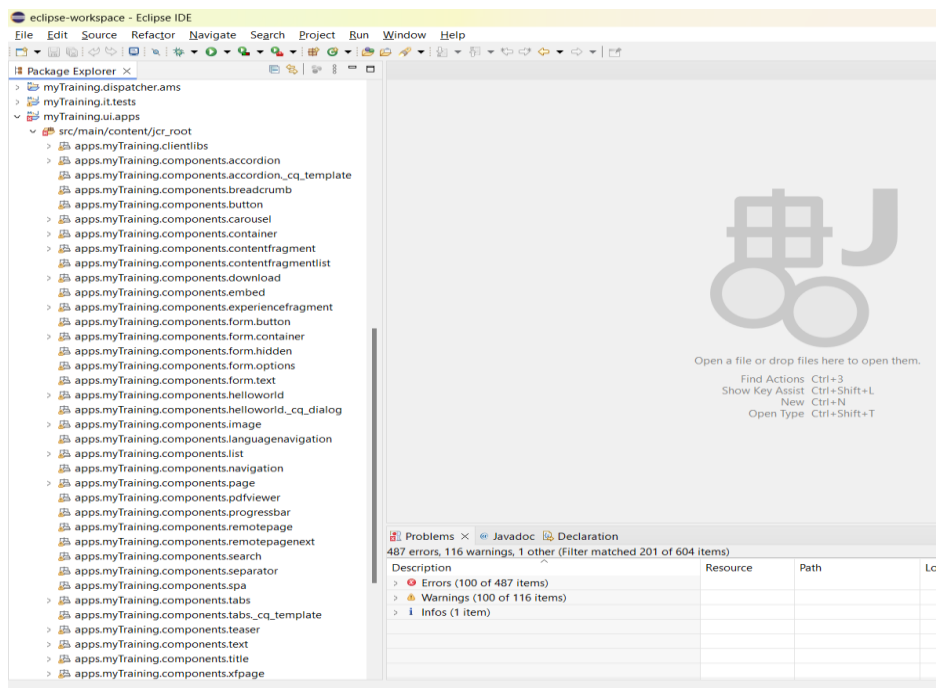 eclipse-workspace - Eclipse IDE
File Edit Source Refactor Navigate Search Project Run Window Help
Package Explorer
myTraining.dispatcher.ams
myTraining.it.tests
myTraining.ui.apps
src/main/content/jcr_root
apps.myTraining.clientlibs
apps.myTraining.components.accordion
apps.myTraining.components.accordion._cq_template
apps.myTraining.components.breadcrumb
apps.myTraining.components.button
apps.myTraining.components.carousel
apps.myTraining.components.container
apps.myTraining.components.contentfragment
apps.myTraining.components.contentfragmentlist
apps.myTraining.components.download
apps.myTraining.components.embed
apps.myTraining.components.experiencefragment
apps.myTraining.components.form.button
apps.myTraining.components.form.container
apps.myTraining.components.form.hidden
apps.myTraining.components.form.options
apps.myTraining.components.form.text
apps.myTraining.components.helloworld
apps.myTraining.components.helloworld._cq_dialog
apps.myTraining.components.image
apps.myTraining.components.languagenavigation
apps.myTraining.components.list
apps.myTraining.components.navigation
apps.myTraining.components.page
apps.myTraining.components.pdfviewer
apps.myTraining.components.progressbar
apps.myTraining.components.remotepage
apps.myTraining.components.remotepagenext
apps.myTraining.components.search
apps.myTraining.components.separator
apps.myTraining.components.spa
apps.myTraining.components.tabs
apps.myTraining.components.tabs._cq_template
apps.myTraining.components.teaser
apps.myTraining.components.text
apps.myTraining.components.title
apps.myTraining.components.xfpage
J
Open a file or drop files here to open them.
Find Actions Ctrl+3
Show Key Assist Ctrl+Shift+L
New Ctrl+N
Open Type Ctrl+Shift+T
Problems Javadoc Declaration
487 errors, 116 warnings, 1 other (Filter matched 201 of 604 items)
Description Resource Path Lo
Errors (100 of 487 items)
Warnings (100 of 116 items)
Infos (1 item)